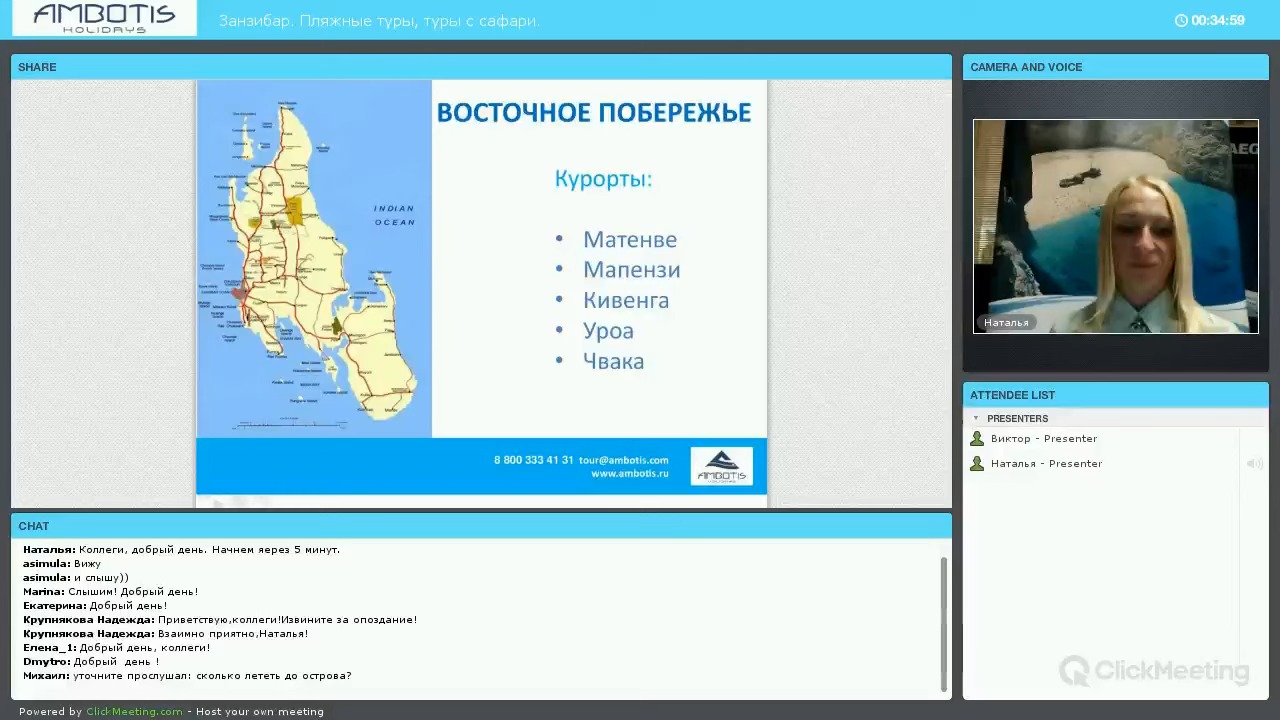 AMBOTIS
HOLIDAYS
Занзибар. Пляжные туры, туры с сафари.
00:34:59
SHARE
ВОСТОЧНОЕ ПОБЕРЕЖЬЕ
Курорты:
• Матенве
• Мапензи
• Кивенга
• Уроа
• Чвака
INDIAN
OCEAN
8 800 333 41 31 tour@ambotis.com
www.ambotis.ru
AMBOTIS
HOLIDAYS
CAMERA AND VOICE
AEG
Наталья
ATTENDEE LIST
PRESENTERS
Виктор - Presenter
Наталья - Presenter
ClickMeeting
CHAT
Наталья: Коллеги, добрый день. Начнем яерез 5 минут.
asimula: Вижу
asimula: и слышу))
Marina: Слышим! Добрый день!
Екатерина: Добрый день!
Крупнякова Надежда: Приветствую,коллеги!Извините за опоздание!
Крупнякова Надежда: Взаимно приятно,Наталья!
Елена_1: Добрый день, коллеги!
Dmytro: Добрый  день !
Михаил: уточните прослушал: сколько лететь до острова?
Powered by ClickMeeting.com - Host your own meeting